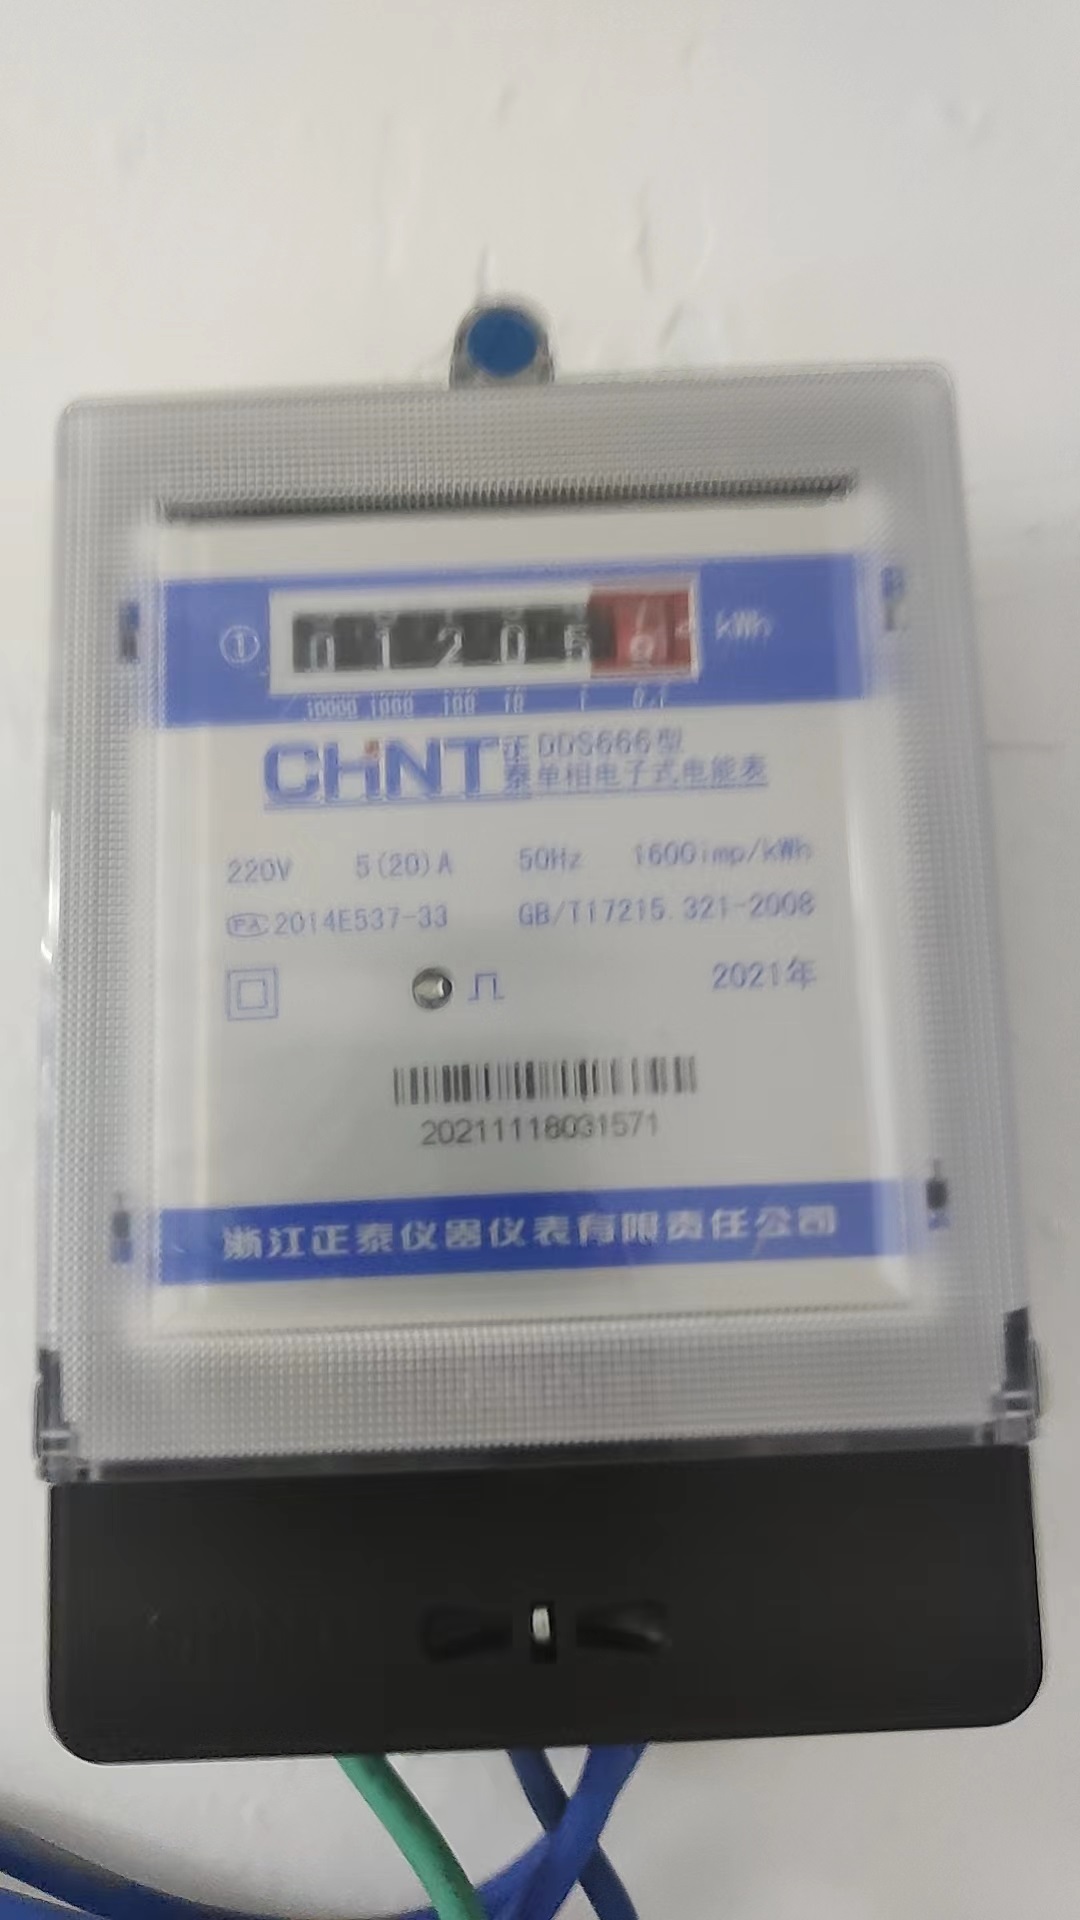 ① 01205 kWh
10000 1000 100 10 1 0.1
CHNT 正泰 DDS666型
单相电子式电能表
220V 5(20)A 50Hz 1600imp/kWh
PA 2014E537-33 GB/T17215.321-2008
2021年
20211118031571
浙江正泰仪器仪表有限责任公司